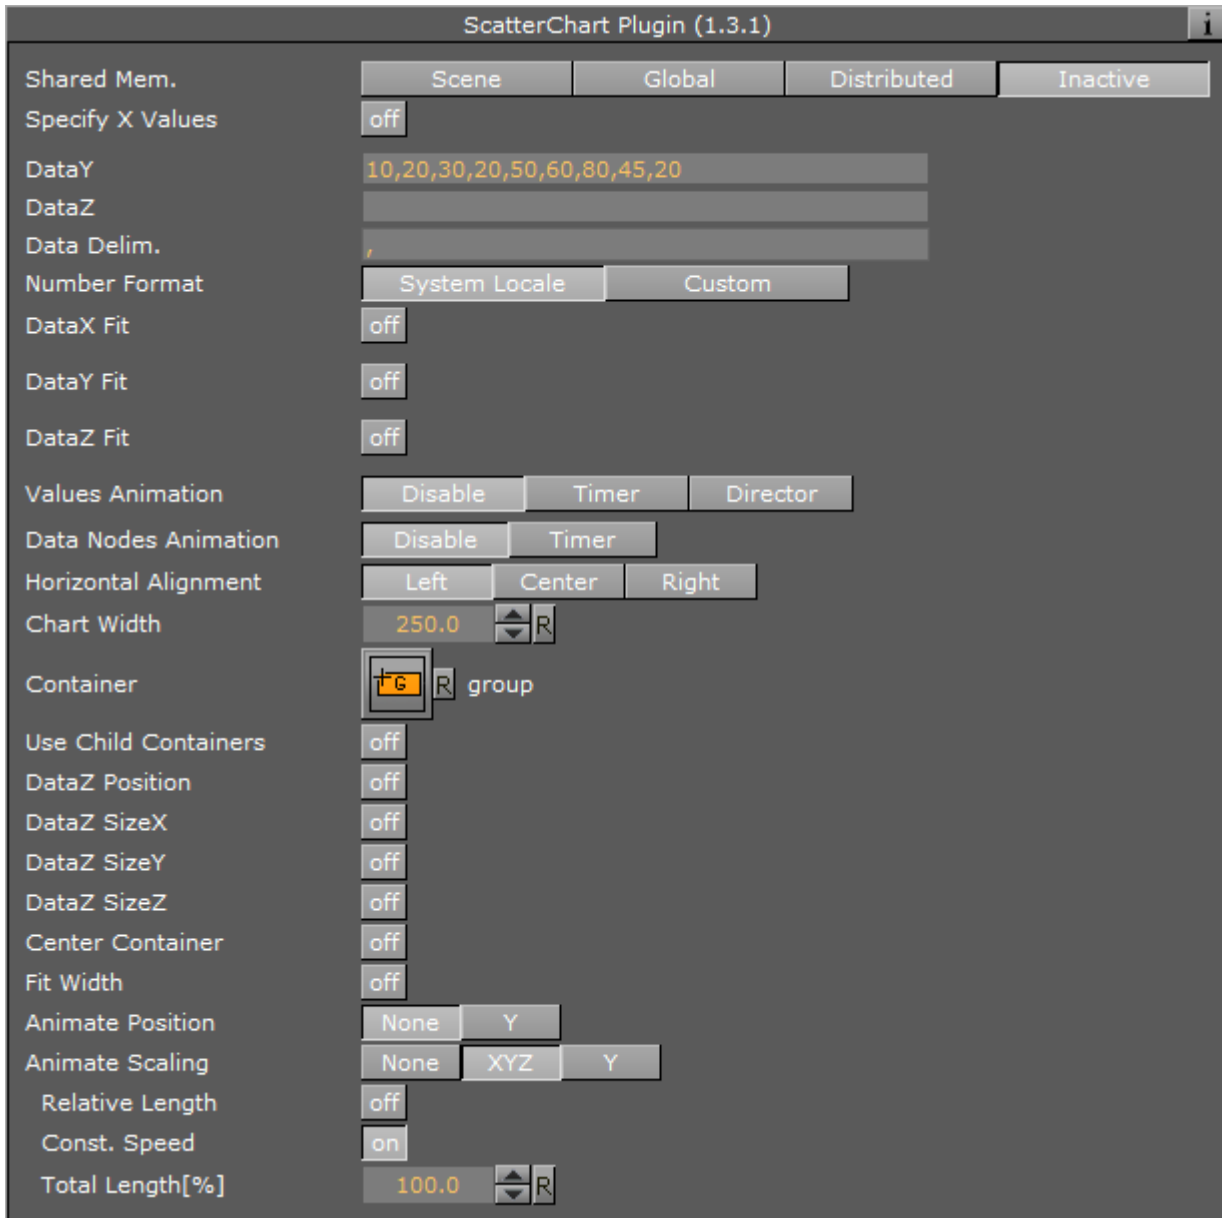 ScatterChart Plugin (1.3.1) i
Shared Mem. Scene Global Distributed Inactive
Specify X Values off
DataY 10,20,30,20,50,60,80,45,20
DataZ
Data Delim. ,
Number Format System Locale Custom
DataX Fit off
DataY Fit off
DataZ Fit off
Values Animation Disable Timer Director
Data Nodes Animation Disable Timer
Horizontal Alignment Left Center Right
Chart Width 250.0 R
Container G R group
Use Child Containers off
DataZ Position off
DataZ SizeX off
DataZ SizeY off
DataZ SizeZ off
Center Container off
Fit Width off
Animate Position None Y
Animate Scaling None XYZ Y
Relative Length off
Const. Speed on
Total Length[%] 100.0 R